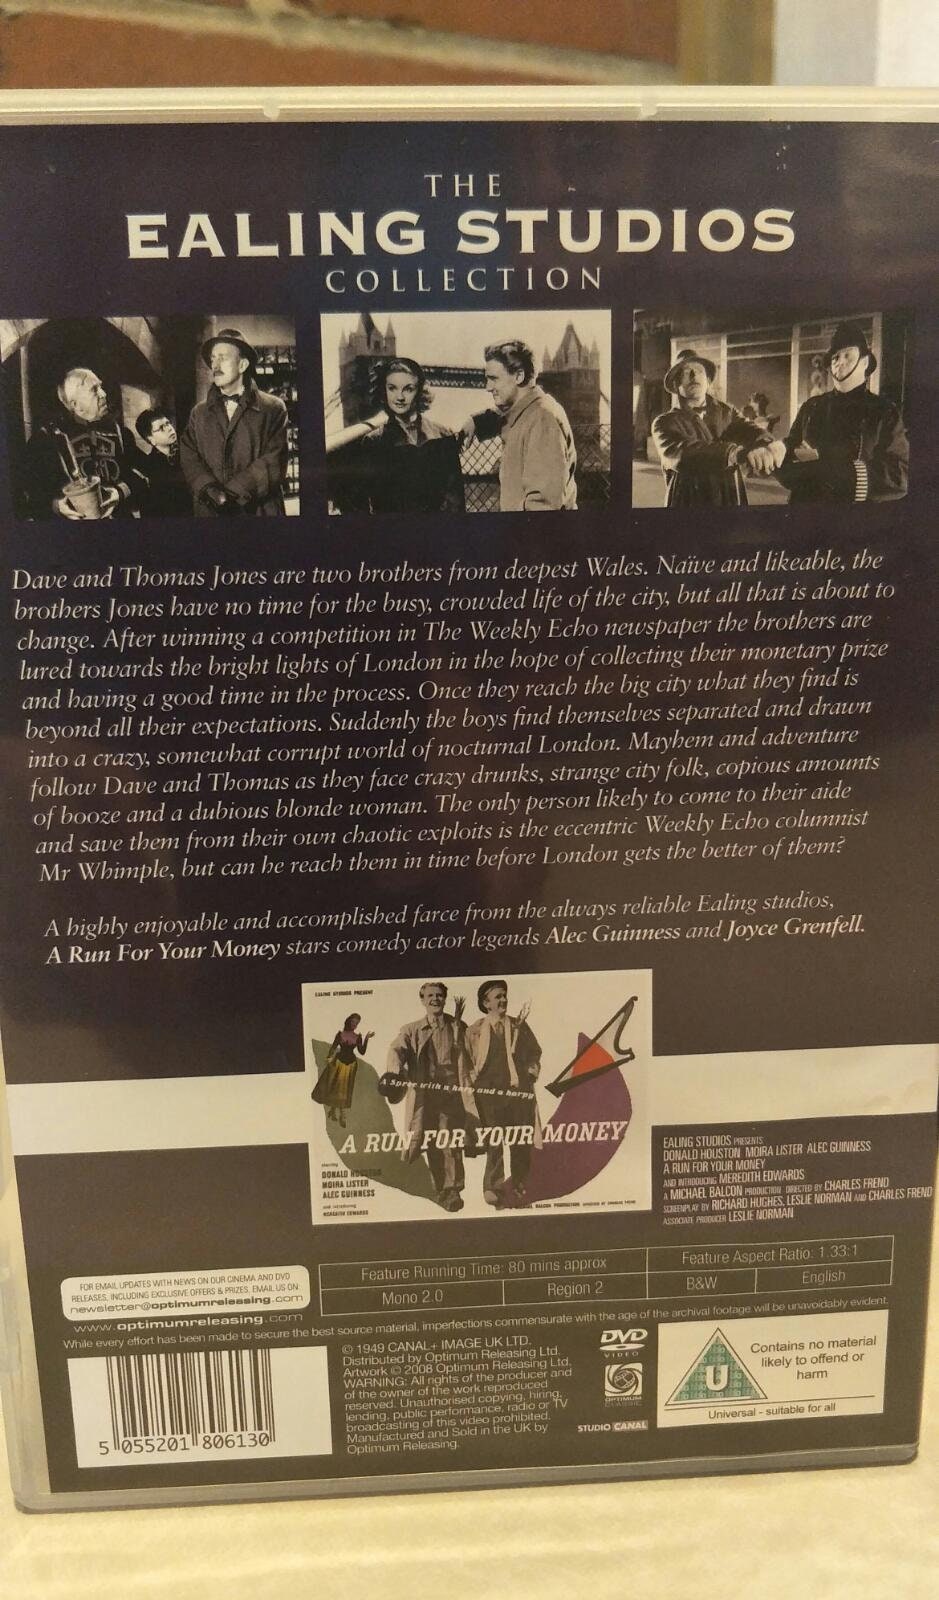 THE
EALING STUDIOS
COLLECTION
Dave and Thomas Jones are two brothers from deepest Wales. Naïve and likeable, the
brothers Jones have no time for the busy, crowded life of the city, but all that is about to
change. After winning a competition in The Weekly Echo newspaper the brothers are
lured towards the bright lights of London in the hope of collecting their monetary prize
and having a good time in the process. Once they reach the big city what they find is
beyond all their expectations. Suddenly the boys find themselves separated and drawn
into a crazy, somewhat corrupt world of nocturnal London. Mayhem and adventure
follow Dave and Thomas as they face crazy drunks, strange city folk, copious amounts
of booze and a dubious blonde woman. The only person likely to come to their aide
and save them from their own chaotic exploits is the eccentric Weekly Echo columnist
Mr Whimple, but can he reach them in time before London gets the better of them?
A highly enjoyable and accomplished farce from the always reliable Ealing studios,
A Run For Your Money stars comedy actor legends Alec Guinness and Joyce Grenfell.
EALING STUDIOS PRESENT
A Spree with a harp and a harpy
A RUN FOR YOUR MONEY
starring
DONALD HOUSTON
MOIRA LISTER
ALEC GUINNESS
and introducing
MEREDITH EDWARDS
A MICHAEL BALCON PRODUCTION DIRECTED BY CHARLES FREND
EALING STUDIOS PRESENTS
DONALD HOUSTON MOIRA LISTER ALEC GUINNESS
A RUN FOR YOUR MONEY
AND INTRODUCING MEREDITH EDWARDS
A MICHAEL BALCON PRODUCTION DIRECTED BY CHARLES FREND
SCREENPLAY BY RICHARD HUGHES, LESLIE NORMAN AND CHARLES FREND
ASSOCIATE PRODUCER LESLIE NORMAN
FOR EMAIL UPDATES WITH NEWS ON OUR CINEMA AND DVD
RELEASES, INCLUDING EXCLUSIVE OFFERS & PRIZES. EMAIL US ON
newsletter@optimumreleasing.com
www.optimumreleasing.com
Feature Running Time: 80 mins approx
Feature Aspect Ratio: 1.33:1
Mono 2.0
Region 2
B&W
English
While every effort has been made to secure the best source material, imperfections commensurate with the age of the archival footage will be unavoidably evident.
5 055201 806130
© 1949 CANAL+ IMAGE UK LTD.
Distributed by Optimum Releasing Ltd.
Artwork © 2008 Optimum Releasing Ltd.
WARNING: All rights of the producer and
of the owner of the work reproduced
reserved. Unauthorised copying, hiring,
lending, public performance, radio or TV
broadcasting of this video prohibited.
Manufactured and Sold in the UK by
Optimum Releasing.
DVD
VIDEO
OPTIMUM
CLASSIC
STUDIO CANAL
U
Contains no material
likely to offend or
harm
Universal - suitable for all